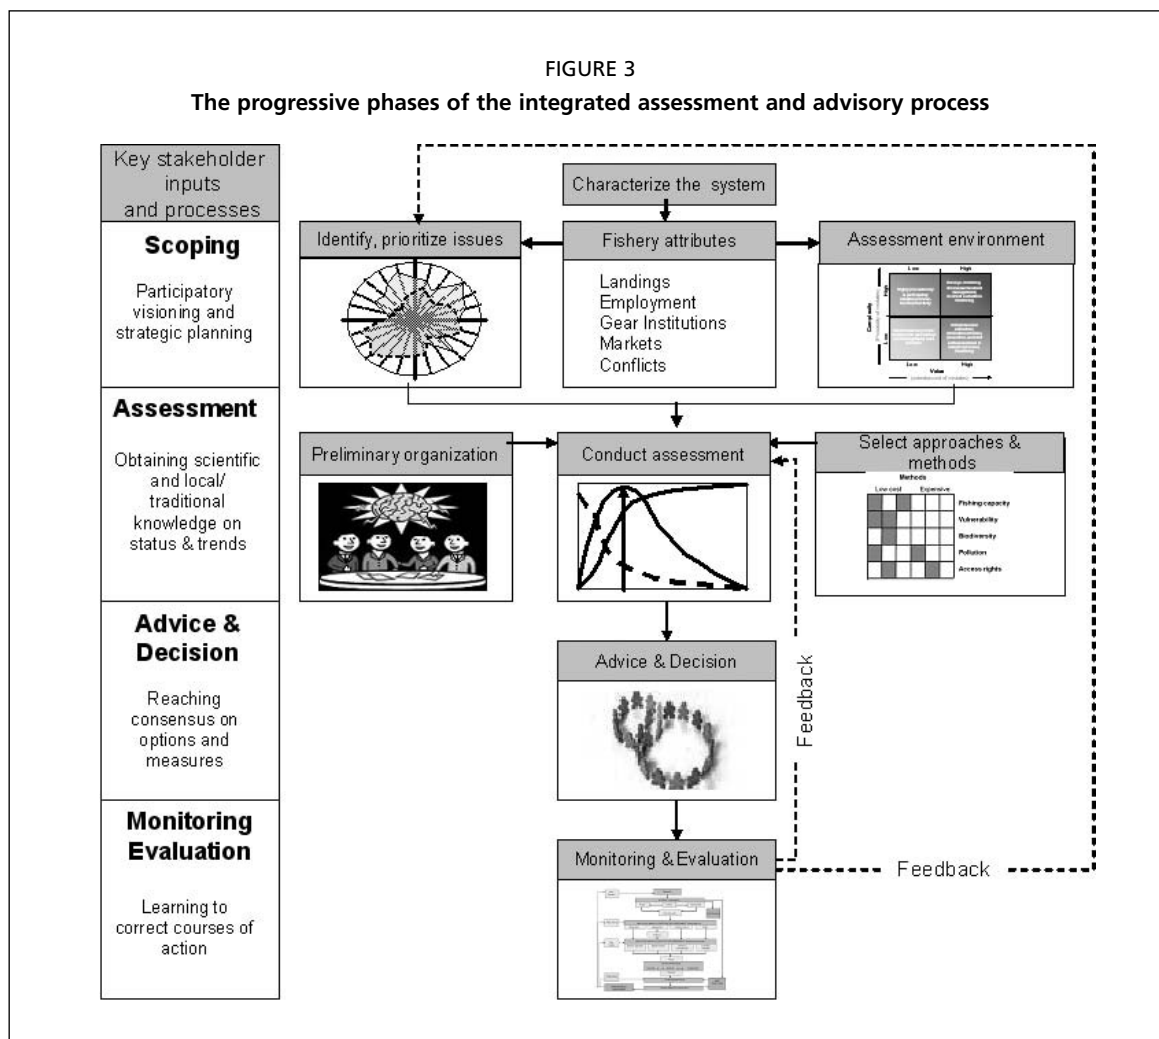 FIGURE 3
The progressive phases of the integrated assessment and advisory process
Key stakeholder
inputs
and processes
Scoping
Participatory
visioning and
strategic planning
Assessment
Obtaining scientific
and local/
traditional
knowledge on
status & trends
Advice &
Decision
Reaching
consensus on
options and
measures
Monitoring
Evaluation
Learning to
correct courses of
action
Characterize the system
Identify, prioritize issues
Fishery attributes
Landings
Employment
Gear Institutions
Markets
Conflicts
Assessment environment
Low
High
Complexity
High
Low
Low
High
Value
Preliminary organization
Conduct assessment
Select approaches &
methods
Methods
Low cost
Expensive
Fishing capacity
Vulnerability
Biodiversity
Pollution
Access rights
Advice & Decision
Feedback
Monitoring & Evaluation
Feedback